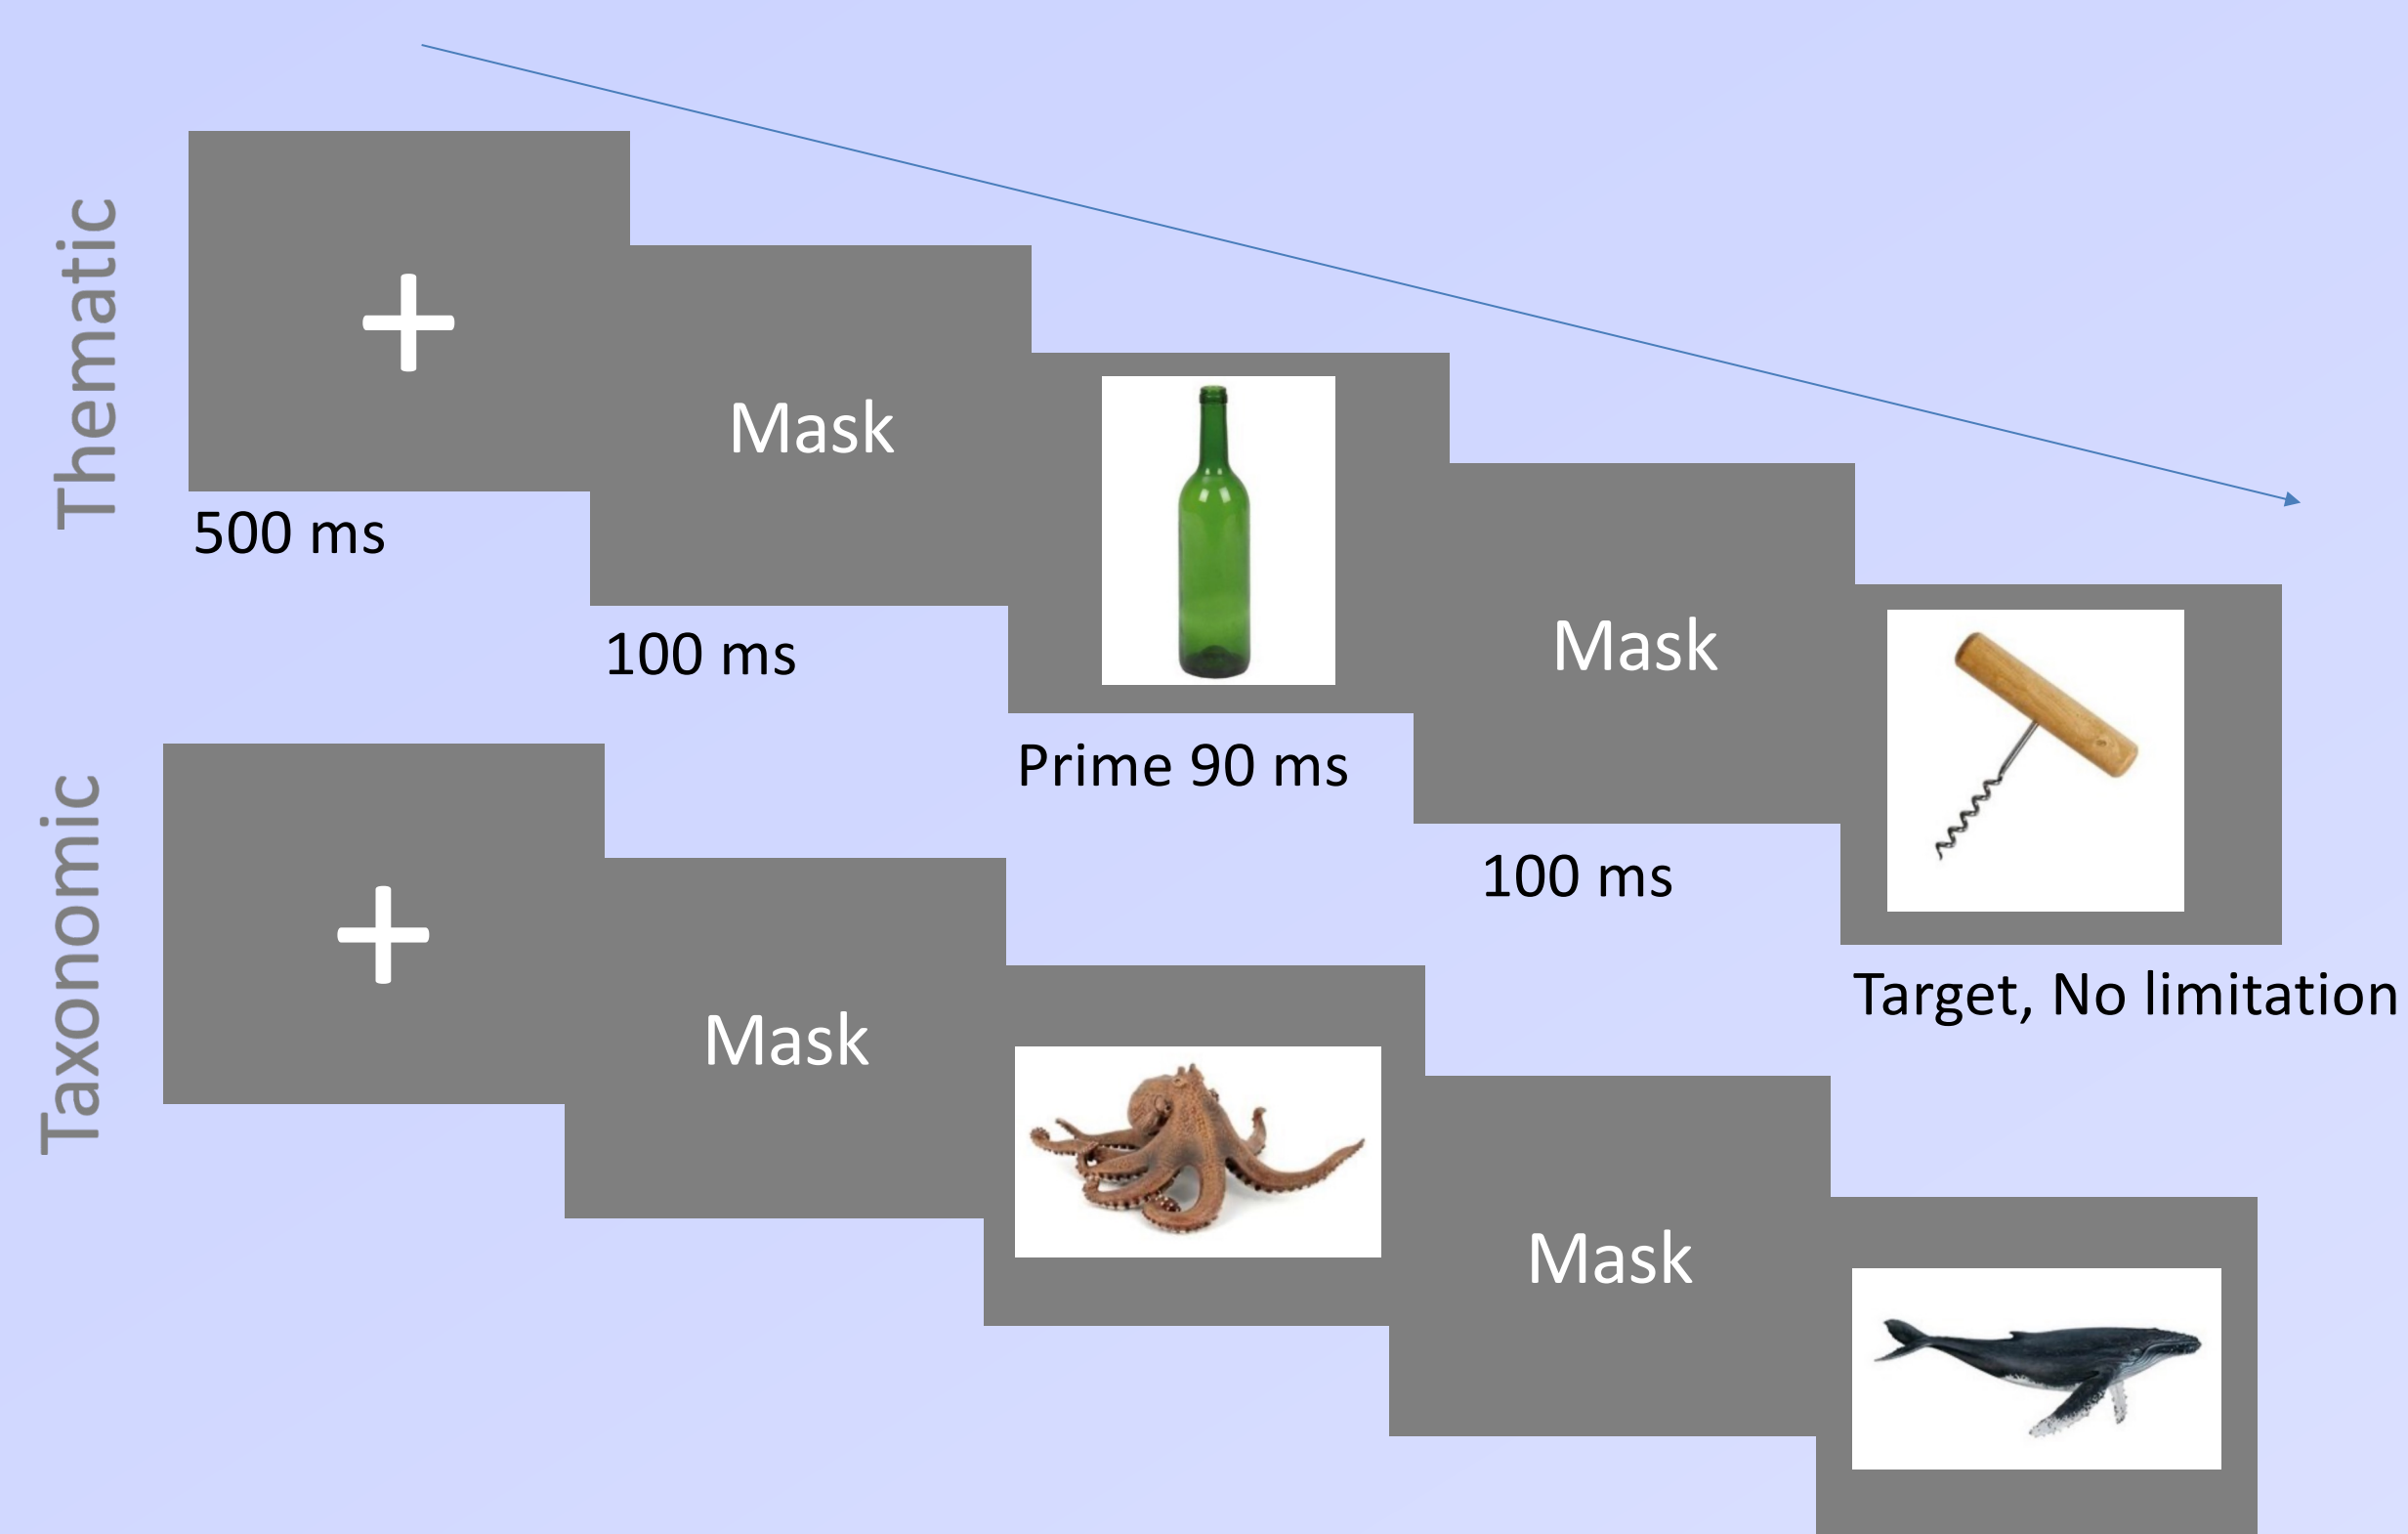 Thematic
+
500 ms
Mask
100 ms
Prime 90 ms
Mask
100 ms
Target, No limitation
Taxonomic
+
Mask
Mask